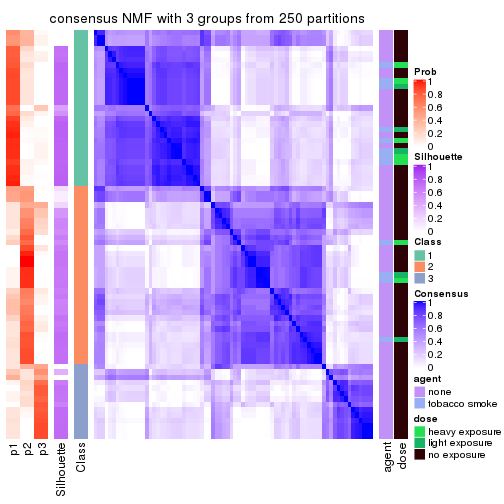 consensus NMF with 3 groups from 250 partitions
Prob
1
0.8
0.6
0.4
0.2
0
Silhouette
1
0.8
0.6
0.4
0.2
0
Class
1
2
3
Consensus
1
0.8
0.6
0.4
0.2
0
agent
none
tobacco smoke
dose
heavy exposure
light exposure
no exposure
p1
p2
p3
Silhouette
Class
agent
dose